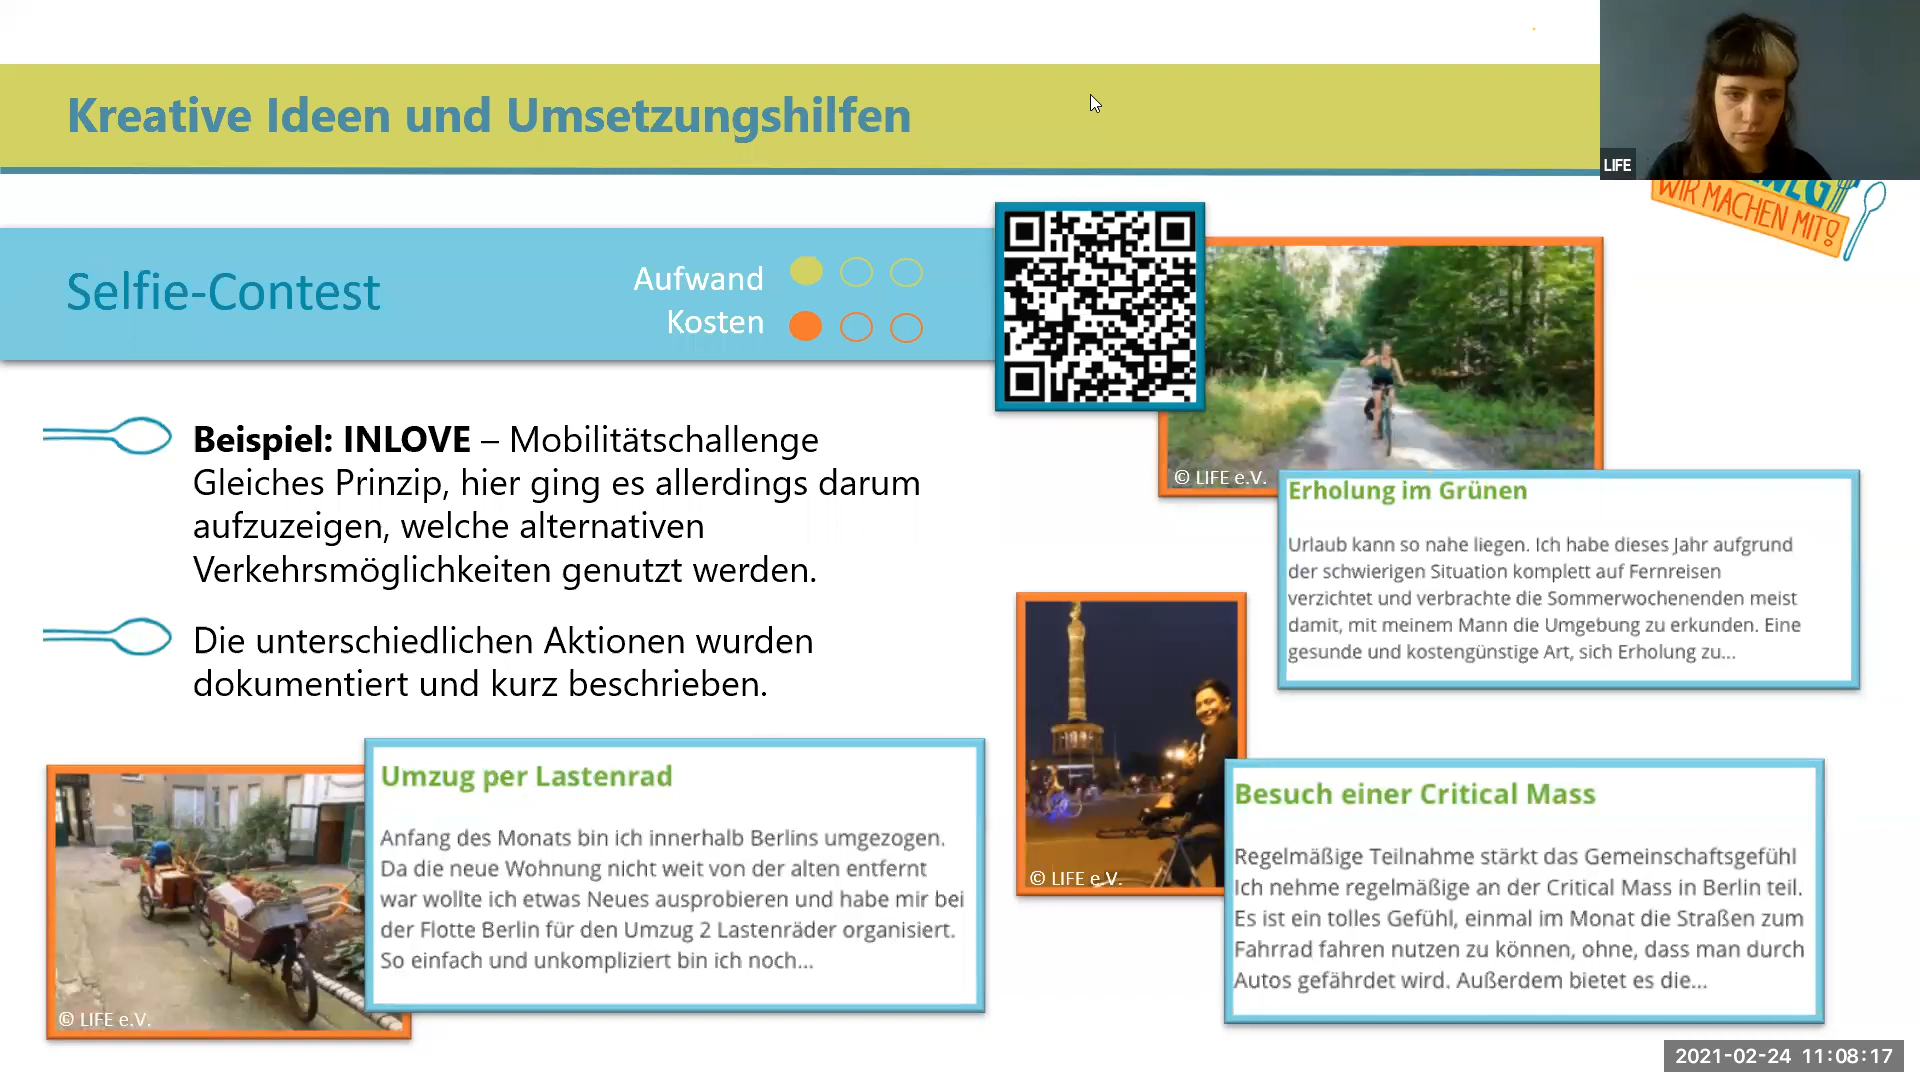 Kreative Ideen und Umsetzungshilfen
LIFE
WIR MACHEN MIT!
Selfie-Contest
Aufwand
Kosten
Beispiel: INLOVE – Mobilitätschallenge
Gleiches Prinzip, hier ging es allerdings darum
aufzuzeigen, welche alternativen
Verkehrsmöglichkeiten genutzt werden.
Die unterschiedlichen Aktionen wurden
dokumentiert und kurz beschrieben.
© LIFE e.V.
Erholung im Grünen
Urlaub kann so nahe liegen. Ich habe dieses Jahr aufgrund
der schwierigen Situation komplett auf Fernreisen
verzichtet und verbrachte die Sommerwochenenden meist
damit, mit meinem Mann die Umgebung zu erkunden. Eine
gesunde und kostengünstige Art, sich Erholung zu...
© LIFE e.V.
Umzug per Lastenrad
Anfang des Monats bin ich innerhalb Berlins umgezogen.
Da die neue Wohnung nicht weit von der alten entfernt
war wollte ich etwas Neues ausprobieren und habe mir bei
der Flotte Berlin für den Umzug 2 Lastenräder organisiert.
So einfach und unkompliziert bin ich noch...
© LIFE e.V.
Besuch einer Critical Mass
Regelmäßige Teilnahme stärkt das Gemeinschaftsgefühl
Ich nehme regelmäßige an der Critical Mass in Berlin teil.
Es ist ein tolles Gefühl, einmal im Monat die Straßen zum
Fahrrad fahren nutzen zu können, ohne, dass man durch
Autos gefährdet wird. Außerdem bietet es die...
2021-02-24 11:08:17